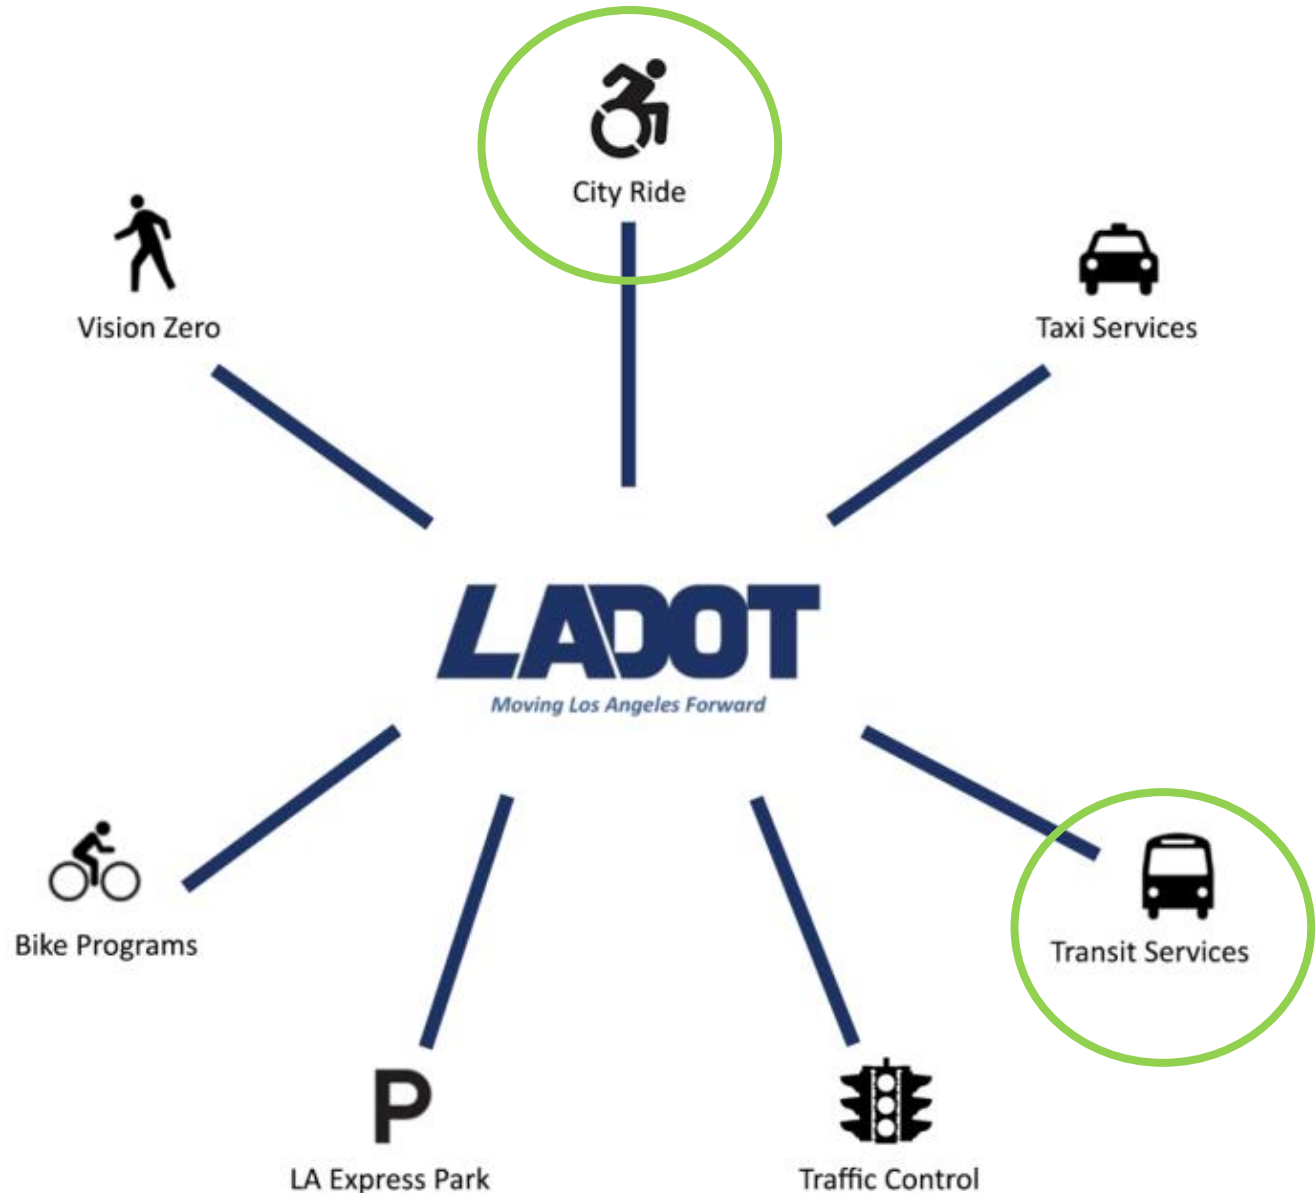 City Ride
Vision Zero
Taxi Services
LADOT
Moving Los Angeles Forward
Bike Programs
Transit Services
P
LA Express Park
Traffic Control